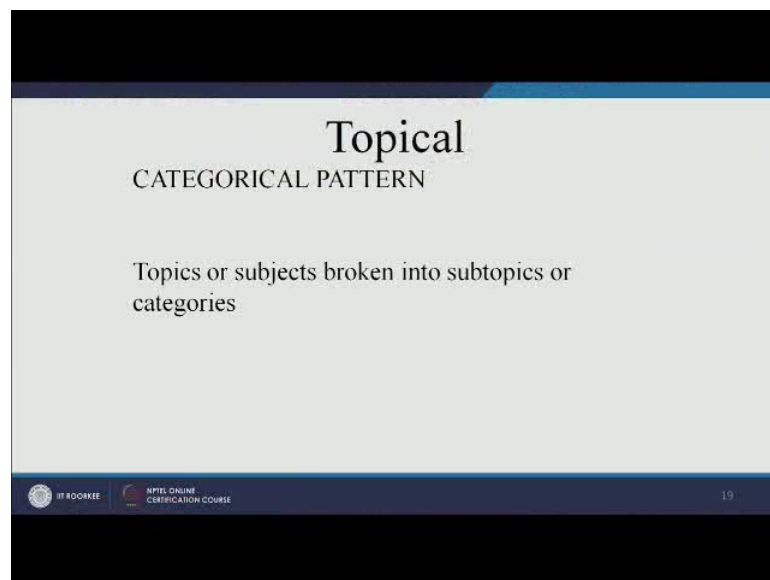 Topical
CATEGORICAL PATTERN
Topics or subjects broken into subtopics or
categories
IIT ROORKEE
NPTEL ONLINE
CERTIFICATION COURSE
19